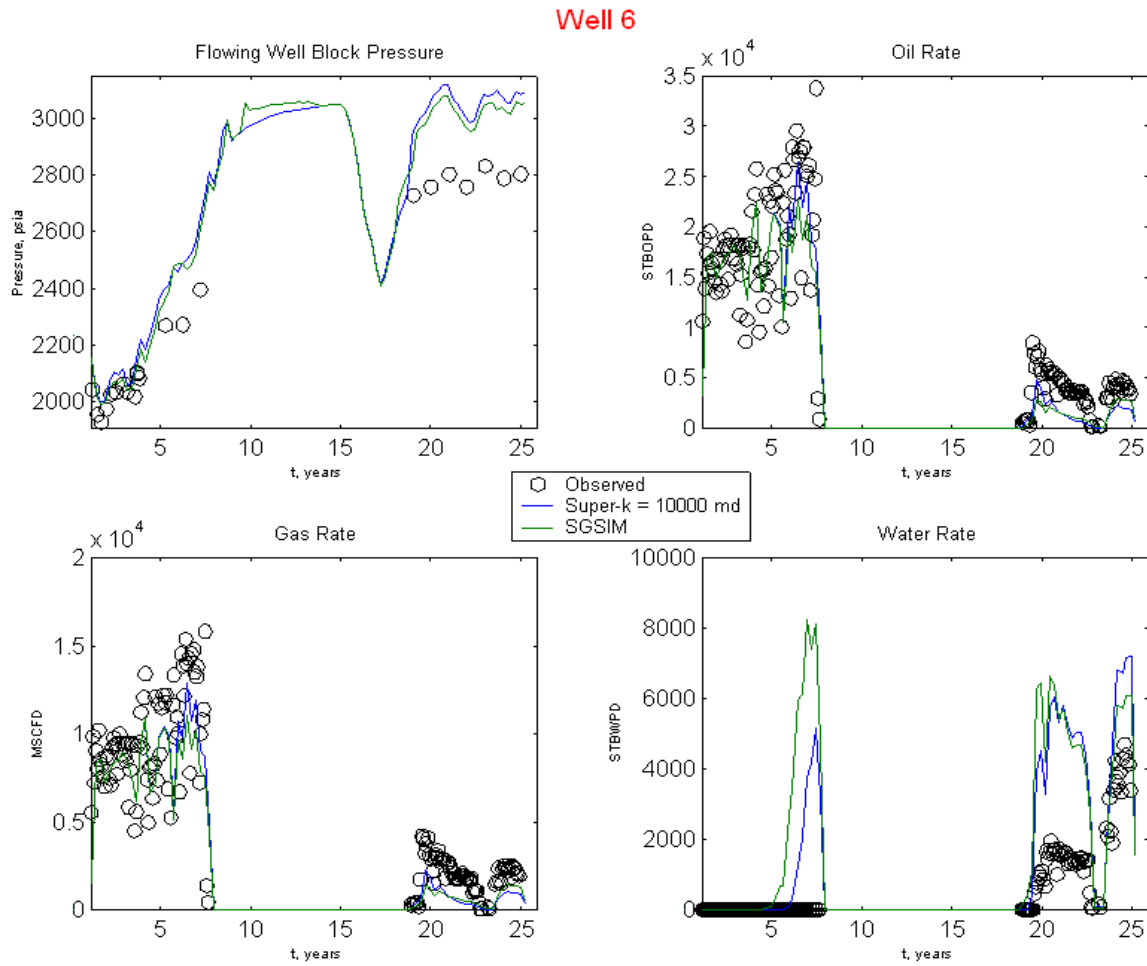 Well 6
Flowing Well Block Pressure
Pressure, psia
3000
2800
2600
2400
2200
2000
5
10
15
20
25
t, years
Oil Rate
x 10^4
STBOPD
3.5
3
2.5
2
1.5
1
0.5
0
5
10
15
20
25
t, years
Observed
Super-k = 10000 md
SGSIM
Gas Rate
x 10^4
MSCFD
2
1.5
1
0.5
0
5
10
15
20
25
t, years
Water Rate
STBWPD
10000
8000
6000
4000
2000
0
5
10
15
20
25
t, years